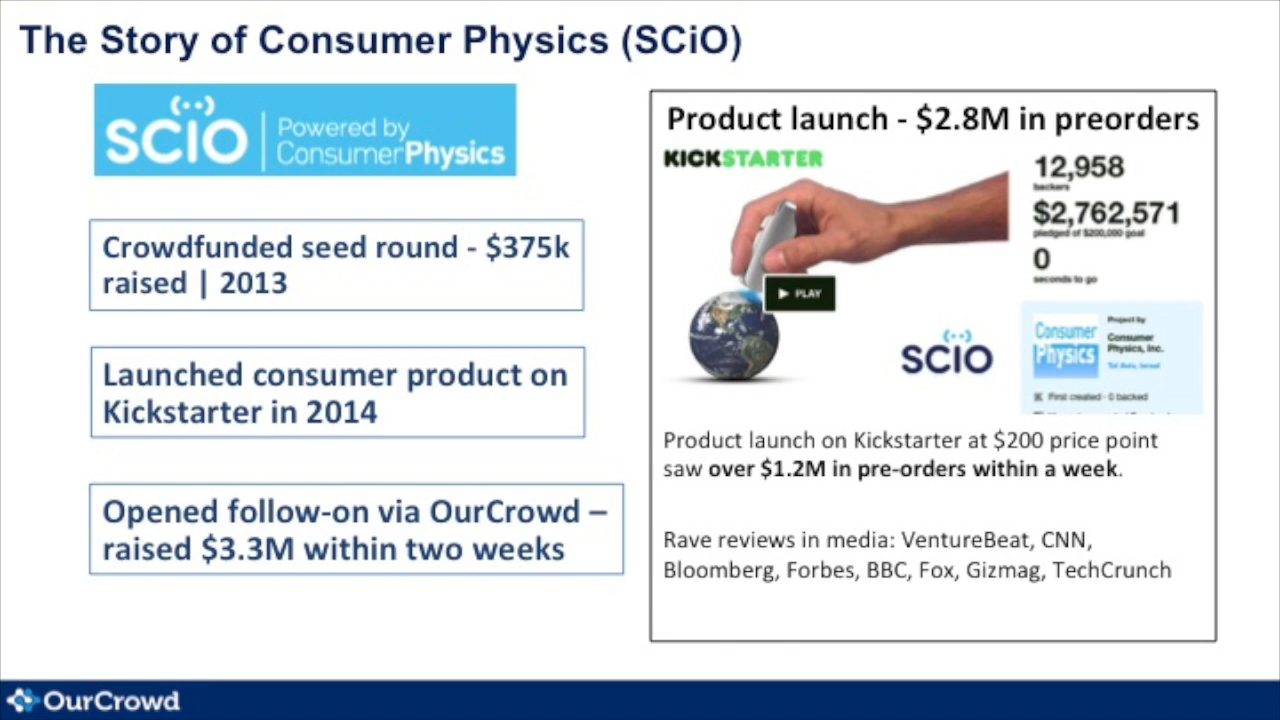 The Story of Consumer Physics (SCiO)
SCiO
Powered by
ConsumerPhysics
Crowdfunded seed round - $375k
raised | 2013
Launched consumer product on
Kickstarter in 2014
Opened follow-on via OurCrowd –
raised $3.3M within two weeks
Product launch - $2.8M in preorders
KICKSTARTER
12,958
backers
$2,762,571
pledged of $200,000 goal
0
seconds to go
PLAY
SCiO
Consumer
Physics
Project by
Consumer
Physics, Inc.
Tel Aviv, Israel
First created · 0 backed
Product launch on Kickstarter at $200 price point
saw over $1.2M in pre-orders within a week.
Rave reviews in media: VentureBeat, CNN,
Bloomberg, Forbes, BBC, Fox, Gizmag, TechCrunch
OurCrowd